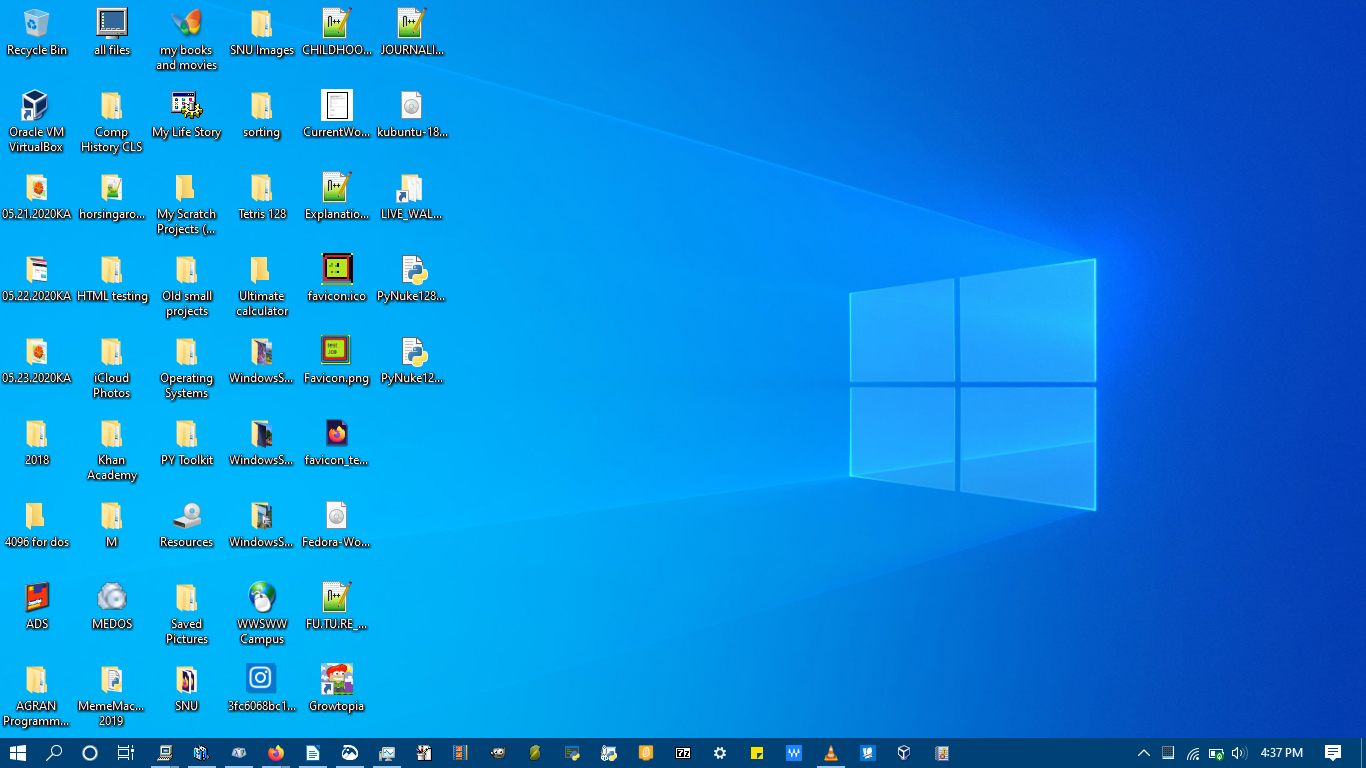 Recycle Bin
all files
my books
and movies
SNU Images
CHILDHOO...
JOURNALI...
Oracle VM
VirtualBox
Comp
History CLS
My Life Story
sorting
CurrentWo...
kubuntu-18...
05.21.2020KA
horsingaro...
My Scratch
Projects (...
Tetris 128
Explanatio...
LIVE_WAL...
05.22.2020KA
HTML testing
Old small
projects
Ultimate
calculator
favicon.ico
PyNuke128...
05.23.2020KA
iCloud
Photos
Operating
Systems
WindowsS...
Favicon.png
PyNuke12...
2018
Khan
Academy
PY Toolkit
WindowsS...
favicon_te...
4096 for dos
M
Resources
WindowsS...
Fedora-Wo...
ADS
MEDOS
Saved
Pictures
WWSWW
Campus
FU.TU.RE_...
AGRAN
Programm...
MemeMac...
2019
SNU
3fc6068bc1...
Growtopia
4:37 PM